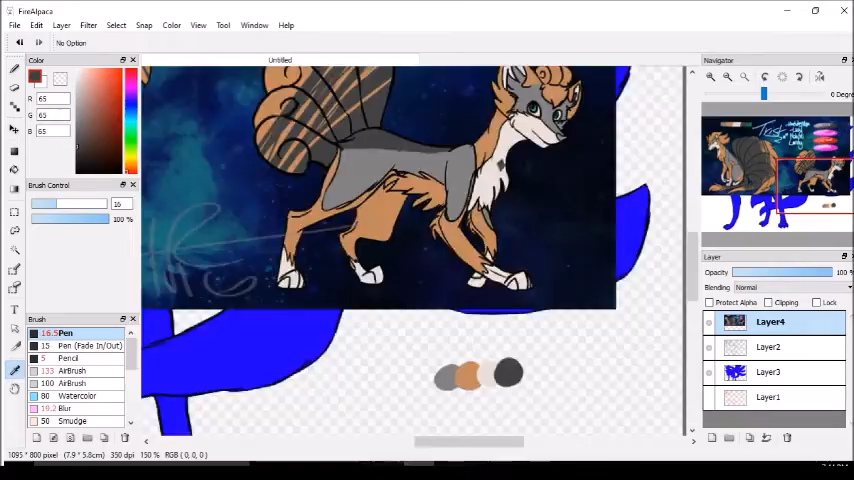 FireAlpaca
File Edit Layer Filter Select Snap Color View Tool Window Help
No Option
Color
Untitled
Navigator
R 65
G 65
B 65
Brush Control
16
100 %
Brush
16.5 Pen
15 Pen (Fade In/Out)
5 Pencil
133 AirBrush
100 AirBrush
80 Watercolor
19.2 Blur
50 Smudge
Layer
Opacity 100 %
Blending Normal
Protect Alpha Clipping Lock
Layer4
Layer2
Layer3
Layer1
1095 * 800 pixel (7.9 * 5.8cm) 350 dpi 150 % RGB ( 0, 0, 0 )